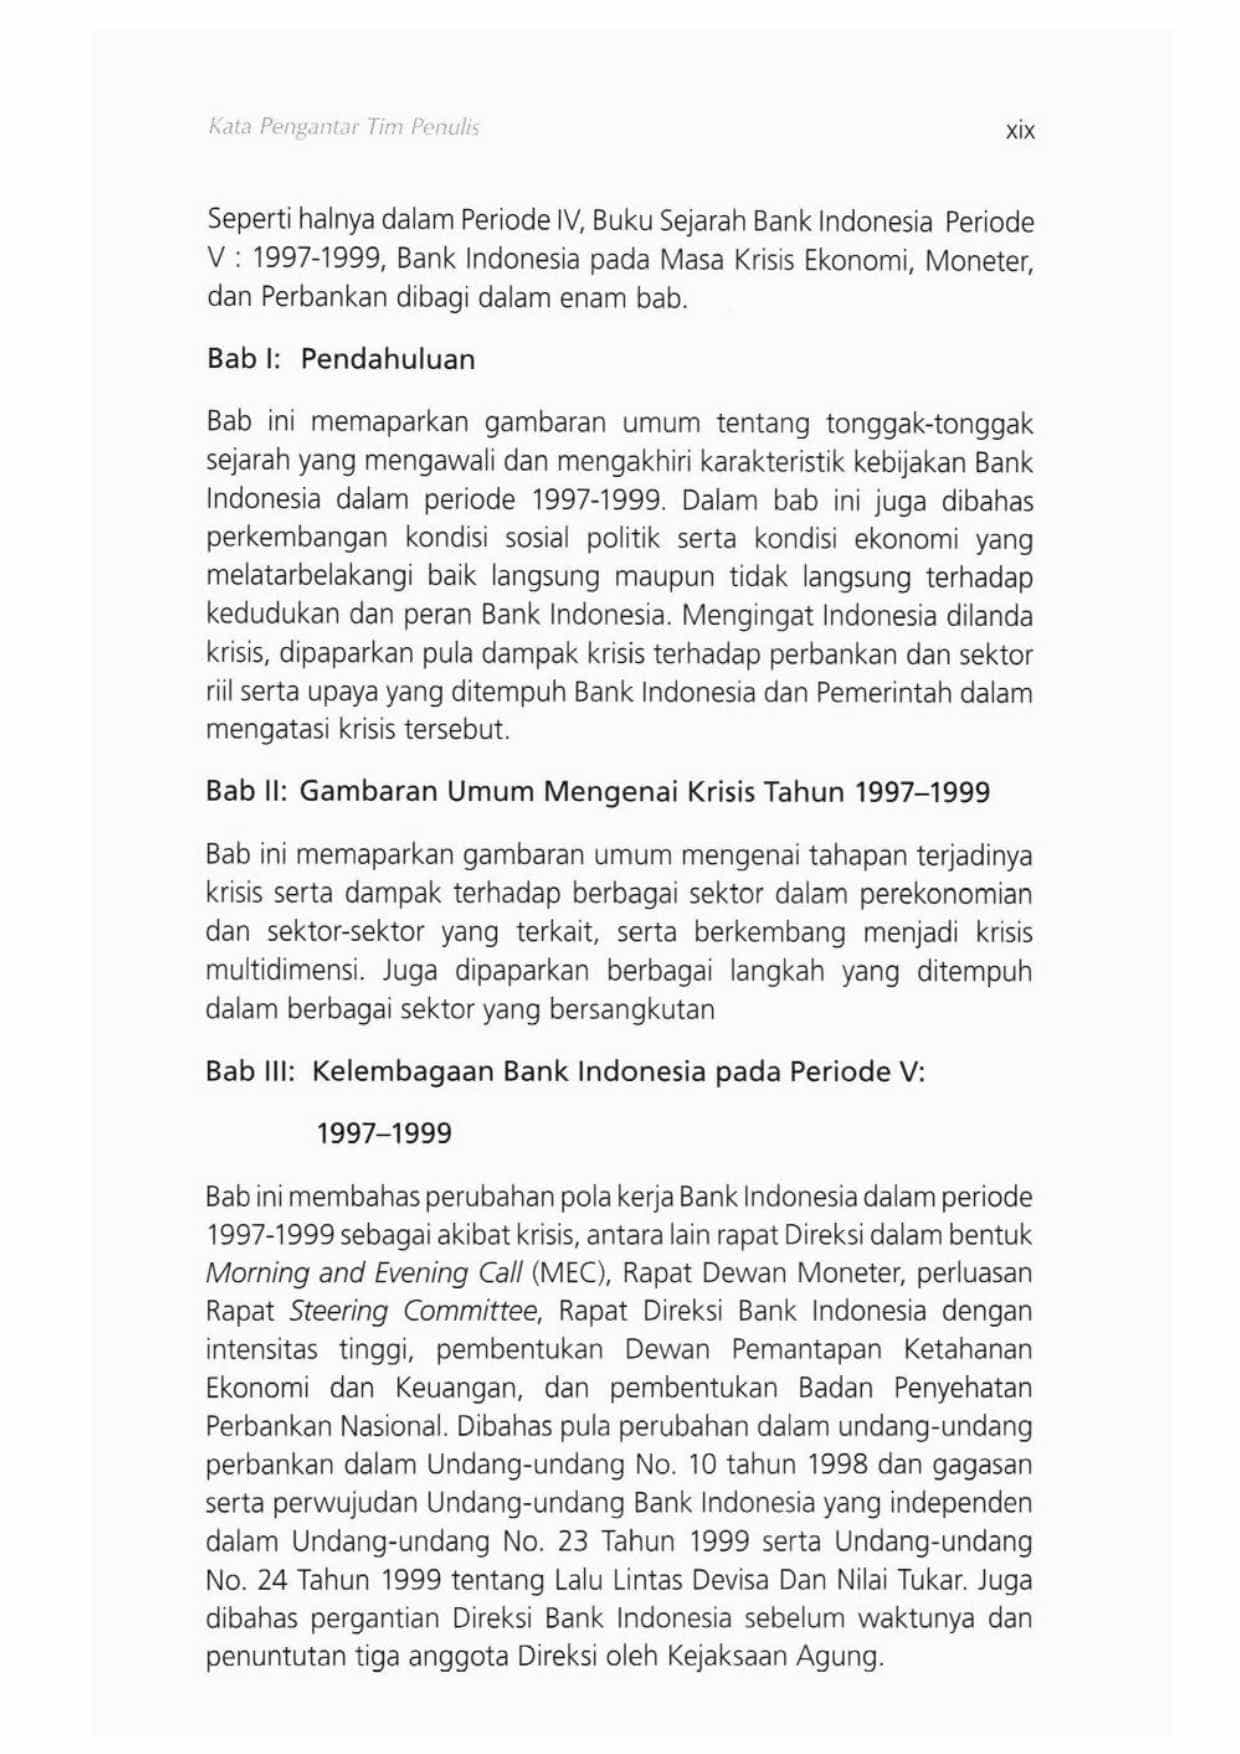 Kata Pengantar Tim Penulis
xix
Seperti halnya dalam Periode IV, Buku Sejarah Bank Indonesia Periode
V : 1997-1999, Bank Indonesia pada Masa Krisis Ekonomi, Moneter,
dan Perbankan dibagi dalam enam bab.
Bab I: Pendahuluan
Bab ini memaparkan gambaran umum tentang tonggak-tonggak
sejarah yang mengawali dan mengakhiri karakteristik kebijakan Bank
Indonesia dalam periode 1997-1999. Dalam bab ini juga dibahas
perkembangan kondisi sosial politik serta kondisi ekonomi yang
melatarbelakangi baik langsung maupun tidak langsung terhadap
kedudukan dan peran Bank Indonesia. Mengingat Indonesia dilanda
krisis, dipaparkan pula dampak krisis terhadap perbankan dan sektor
riil serta upaya yang ditempuh Bank Indonesia dan Pemerintah dalam
mengatasi krisis tersebut.
Bab II: Gambaran Umum Mengenai Krisis Tahun 1997–1999
Bab ini memaparkan gambaran umum mengenai tahapan terjadinya
krisis serta dampak terhadap berbagai sektor dalam perekonomian
dan sektor-sektor yang terkait, serta berkembang menjadi krisis
multidimensi. Juga dipaparkan berbagai langkah yang ditempuh
dalam berbagai sektor yang bersangkutan
Bab III: Kelembagaan Bank Indonesia pada Periode V:
1997–1999
Bab ini membahas perubahan pola kerja Bank Indonesia dalam periode
1997-1999 sebagai akibat krisis, antara lain rapat Direksi dalam bentuk
Morning and Evening Call (MEC), Rapat Dewan Moneter, perluasan
Rapat Steering Committee, Rapat Direksi Bank Indonesia dengan
intensitas tinggi, pembentukan Dewan Pemantapan Ketahanan
Ekonomi dan Keuangan, dan pembentukan Badan Penyehatan
Perbankan Nasional. Dibahas pula perubahan dalam undang-undang
perbankan dalam Undang-undang No. 10 tahun 1998 dan gagasan
serta perwujudan Undang-undang Bank Indonesia yang independen
dalam Undang-undang No. 23 Tahun 1999 serta Undang-undang
No. 24 Tahun 1999 tentang Lalu Lintas Devisa Dan Nilai Tukar. Juga
dibahas pergantian Direksi Bank Indonesia sebelum waktunya dan
penuntutan tiga anggota Direksi oleh Kejaksaan Agung.